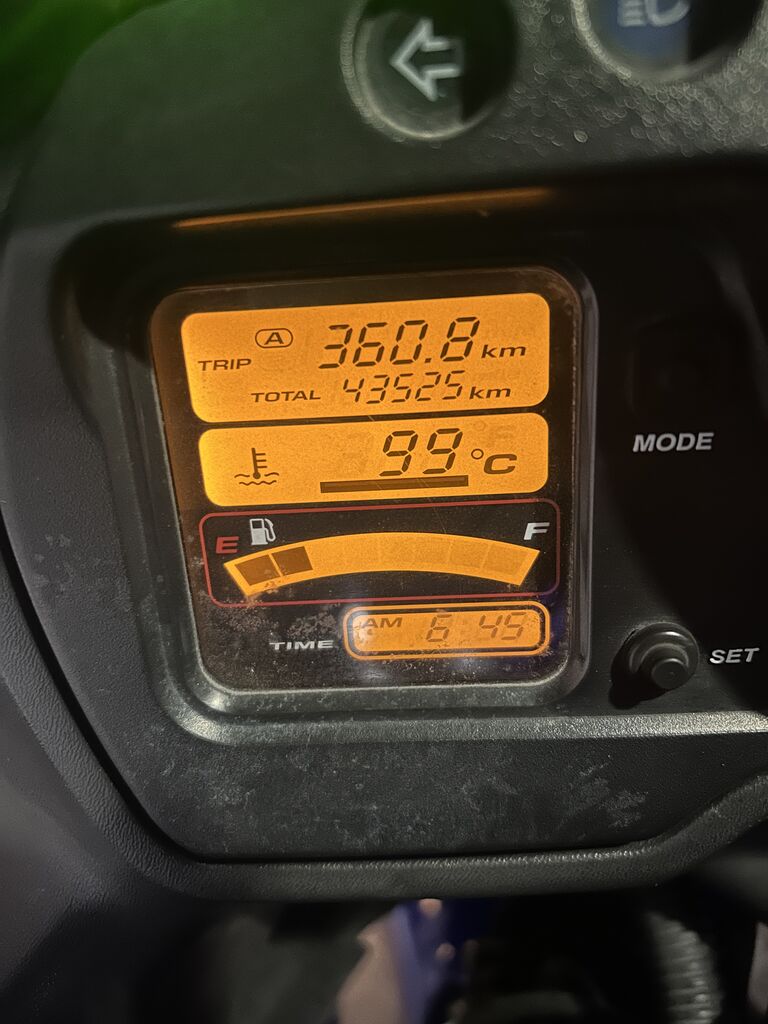 TRIP A 360.8 km
TOTAL 43525 km
99 °C
MODE
E F
TIME AM 6:45
SET